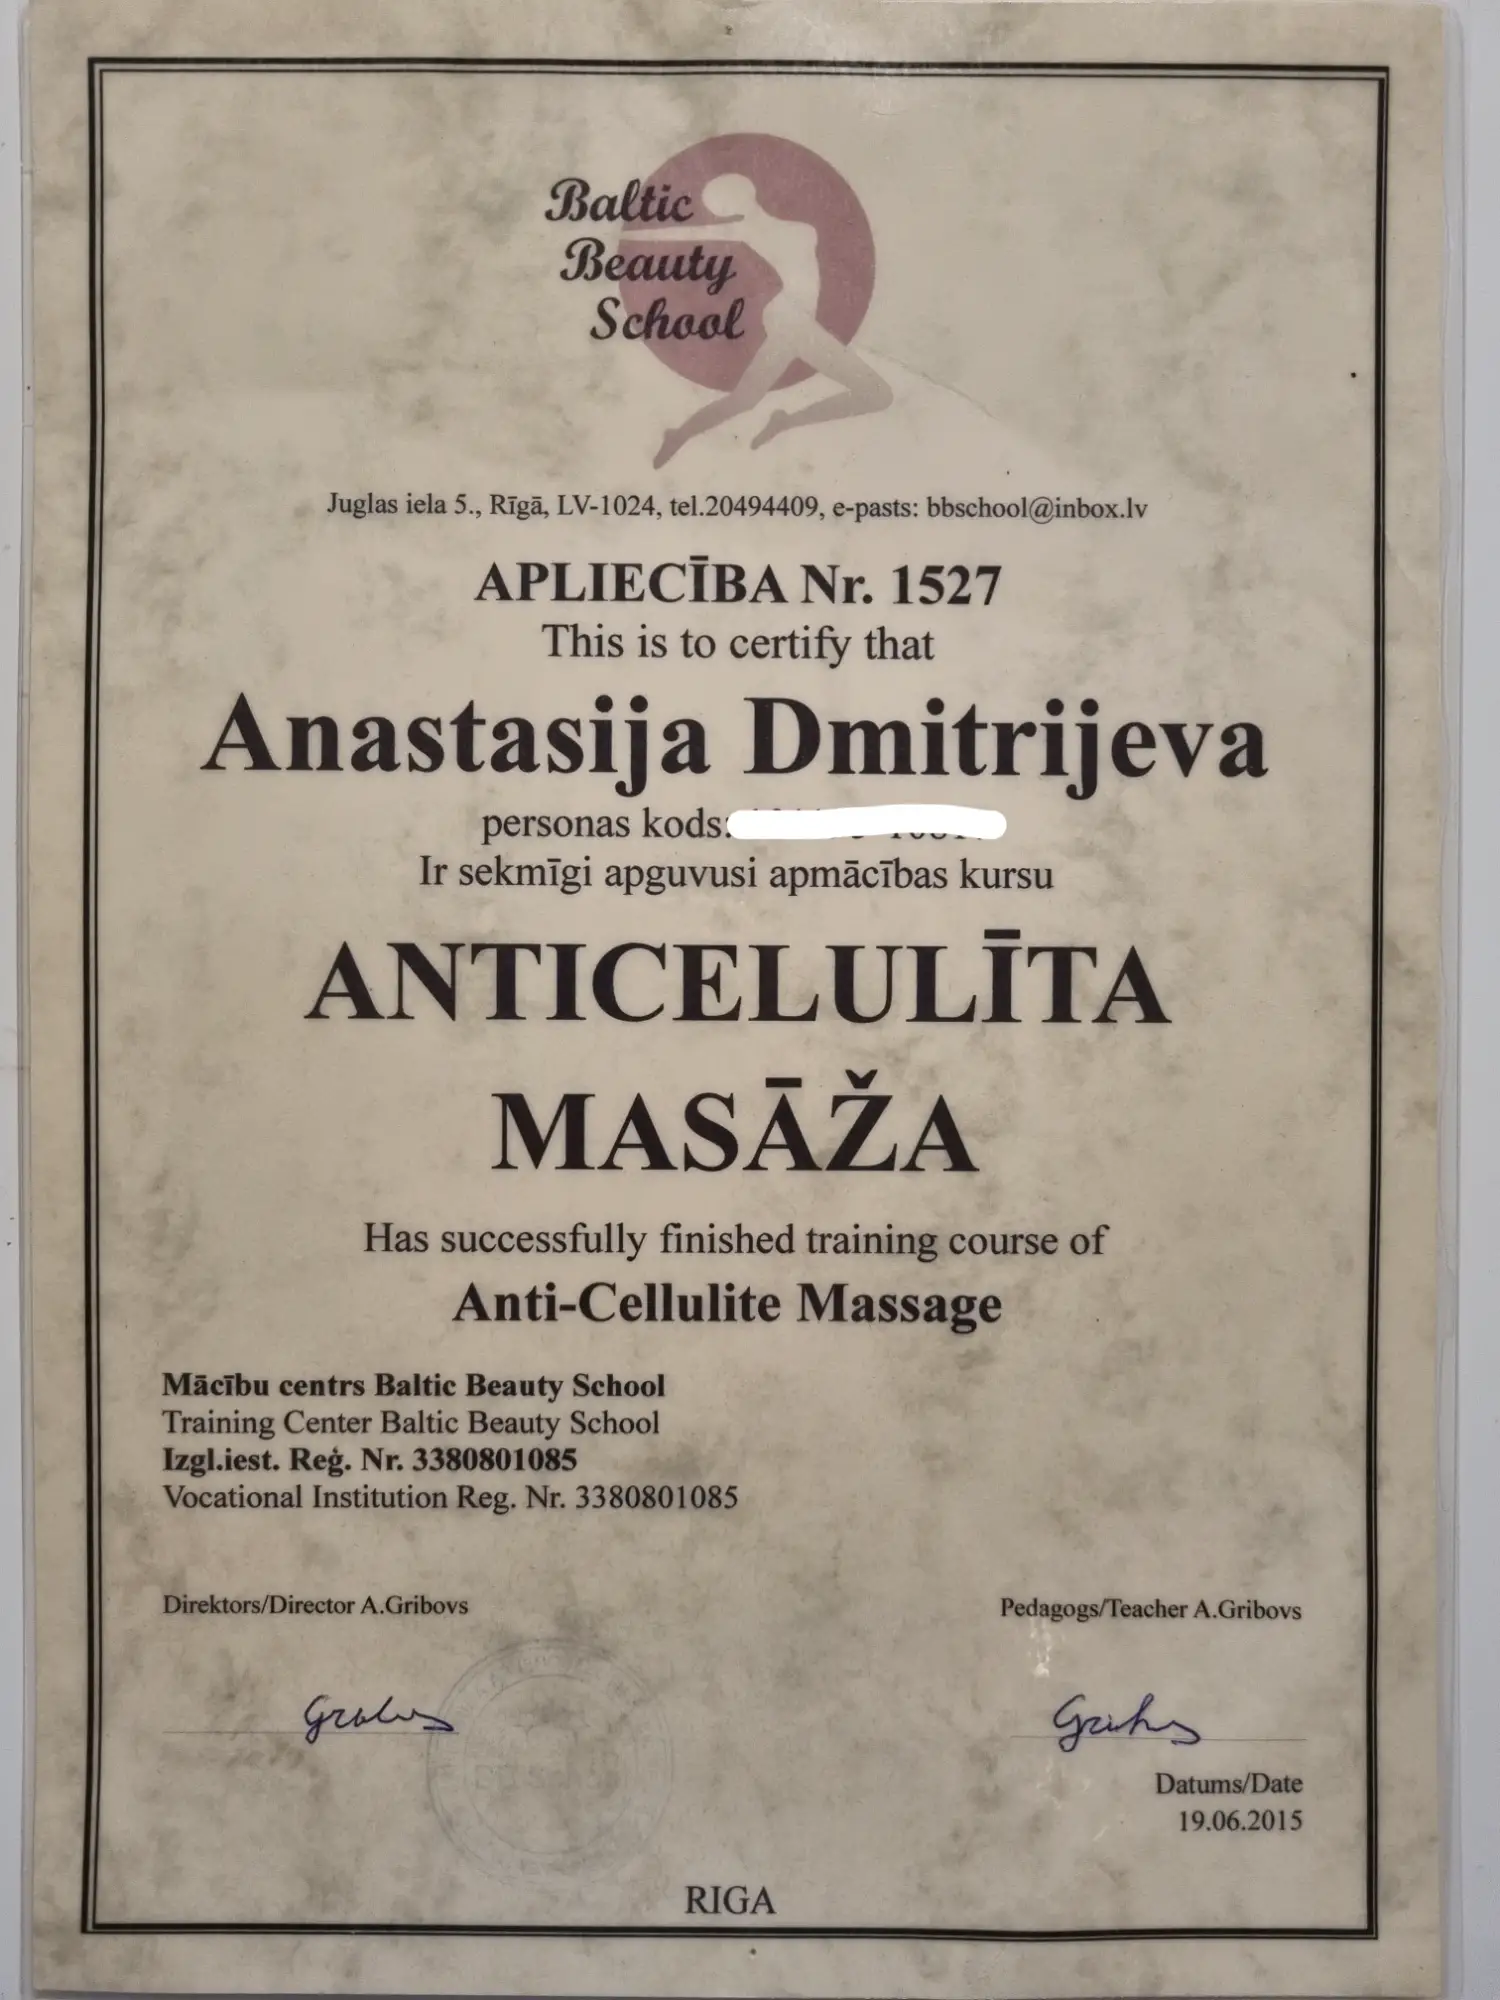 Baltic
Beauty
School
Juglas iela 5., Rīgā, LV-1024, tel.20494409, e-pasts: bbschool@inbox.lv
APLIECĪBA Nr. 1527
This is to certify that
Anastasija Dmitrijeva
personas kods:
Ir sekmīgi apguvusi apmācības kursu
ANTICELULĪTA
MASĀŽA
Has successfully finished training course of
Anti-Cellulite Massage
Mācību centrs Baltic Beauty School
Training Center Baltic Beauty School
Izgl.iest. Reģ. Nr. 3380801085
Vocational Institution Reg. Nr. 3380801085
Direktors/Director A.Gribovs
Pedagogs/Teacher A.Gribovs
Datums/Date
19.06.2015
RIGA